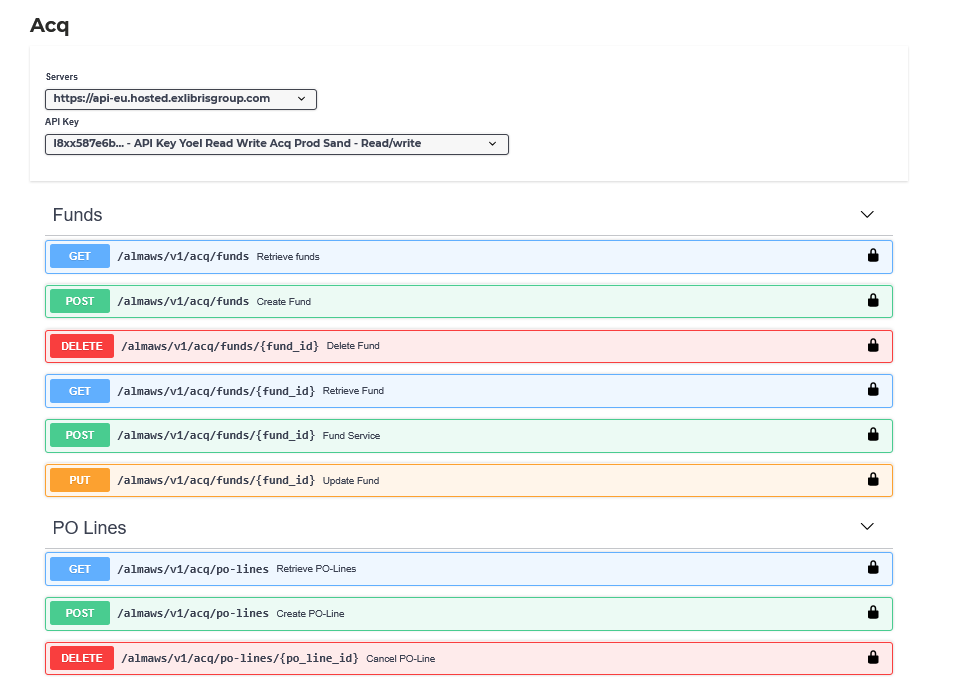 Acq
Servers
https://api-eu.hosted.exlibrisgroup.com
API Key
l8xx587e6b... - API Key Yoel Read Write Acq Prod Sand - Read/write
Funds
GET /almaws/v1/acq/funds Retrieve funds
POST /almaws/v1/acq/funds Create Fund
DELETE /almaws/v1/acq/funds/{fund_id} Delete Fund
GET /almaws/v1/acq/funds/{fund_id} Retrieve Fund
POST /almaws/v1/acq/funds/{fund_id} Fund Service
PUT /almaws/v1/acq/funds/{fund_id} Update Fund
PO Lines
GET /almaws/v1/acq/po-lines Retrieve PO-Lines
POST /almaws/v1/acq/po-lines Create PO-Line
DELETE /almaws/v1/acq/po-lines/{po_line_id} Cancel PO-Line